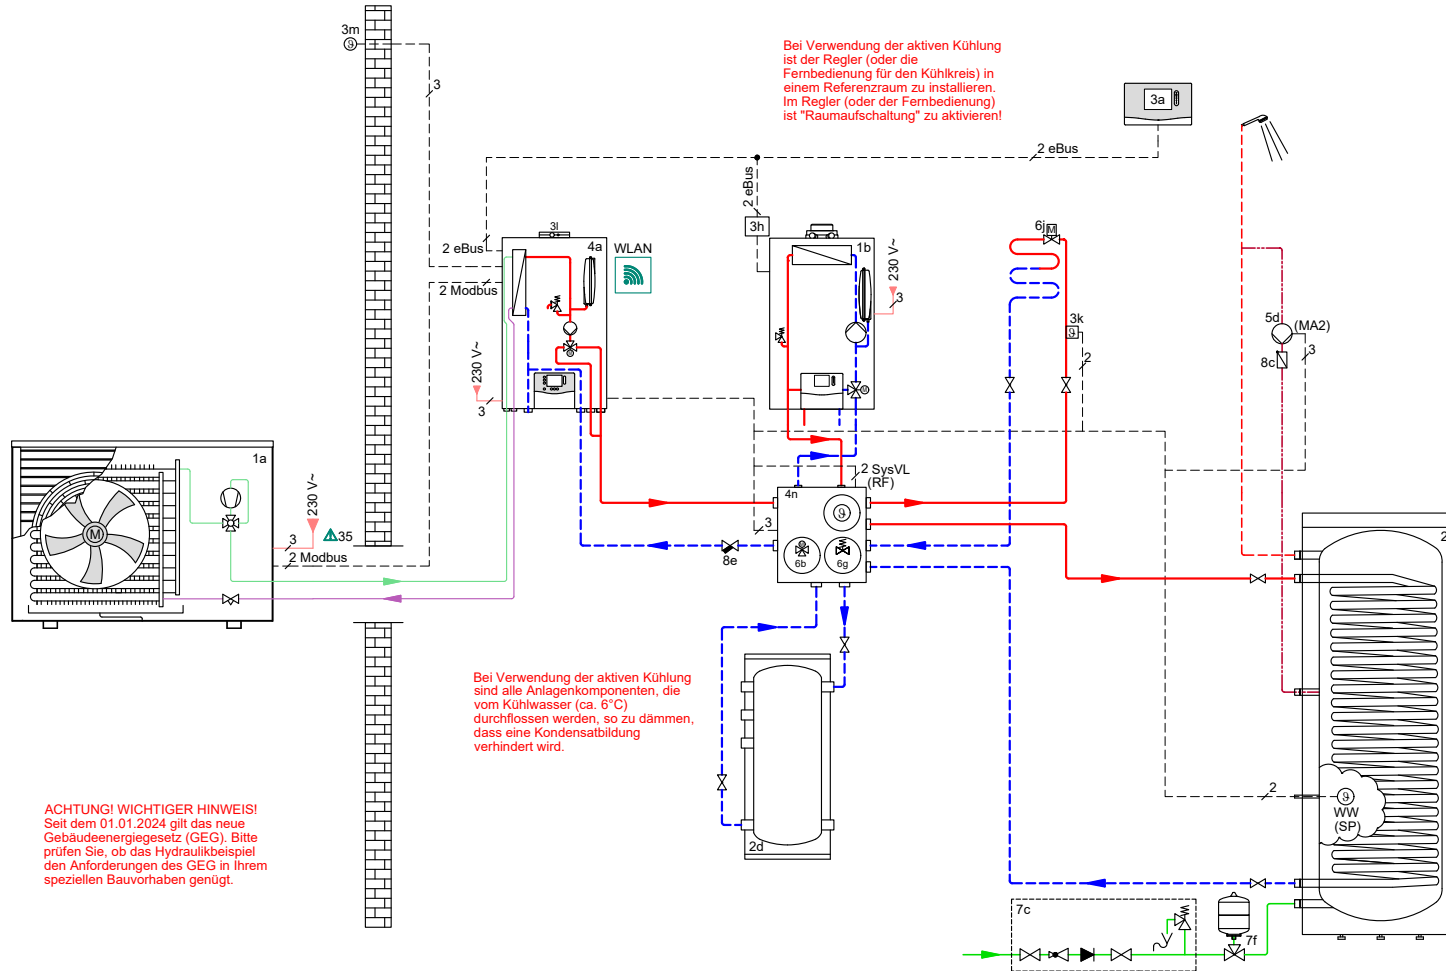 3m
3
Bei Verwendung der aktiven Kühlung
ist der Regler (oder die
Fernbedienung für den Kühlkreis) in
einem Referenzraum zu installieren.
Im Regler (oder der Fernbedienung)
ist "Raumaufschaltung" zu aktivieren!
3a
2 eBus
2 eBus
3h
2 eBus
2 Modbus
3l
4a
WLAN
1b
230 V~
3
6j
M
3k
ϑ
2
5d
(MA2)
3
8c
230 V~
3
1a
M
230 V~
3
35
2 Modbus
2 SysVL
(RF)
4n
ϑ
3
6b
6g
8e
2
Bei Verwendung der aktiven Kühlung
sind alle Anlagenkomponenten, die
vom Kühlwasser (ca. 6°C)
durchflossen werden, so zu dämmen,
dass eine Kondensatbildung
verhindert wird.
2d
2
ϑ
WW
(SP)
ACHTUNG! WICHTIGER HINWEIS!
Seit dem 01.01.2024 gilt das neue
Gebäudeenergiegesetz (GEG). Bitte
prüfen Sie, ob das Hydraulikbeispiel
den Anforderungen des GEG in Ihrem
speziellen Bauvorhaben genügt.
7c
7f